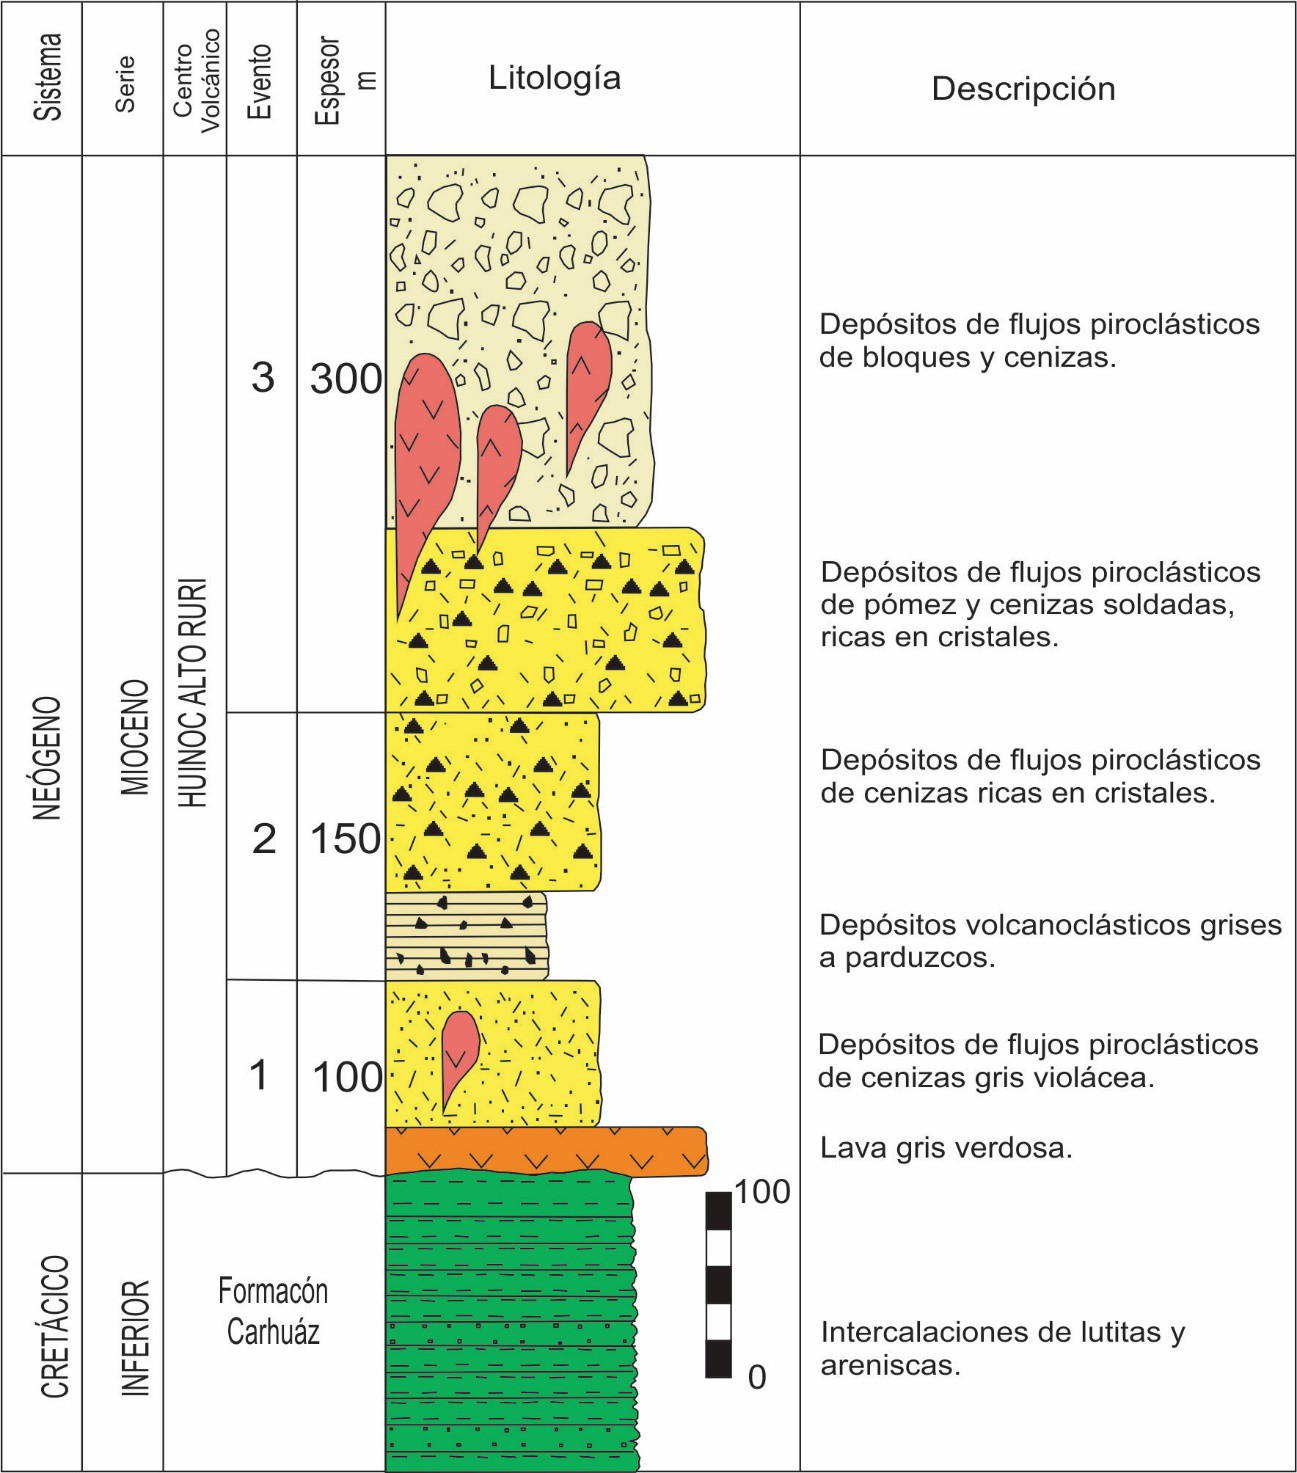 Sistema
Serie
Centro
Volcánico
Evento
Espesor
m
Litología
Descripción
NEÓGENO
MIOCENO
HUINOC ALTO RURI
3
300
Depósitos de flujos piroclásticos
de bloques y cenizas.
Depósitos de flujos piroclásticos
de pómez y cenizas soldadas,
ricas en cristales.
2
150
Depósitos de flujos piroclásticos
de cenizas ricas en cristales.
Depósitos volcanoclásticos grises
a parduzcos.
1
100
Depósitos de flujos piroclásticos
de cenizas gris violácea.
Lava gris verdosa.
CRETÁCICO
INFERIOR
Formacón
Carhuáz
100
0
Intercalaciones de lutitas y
areniscas.